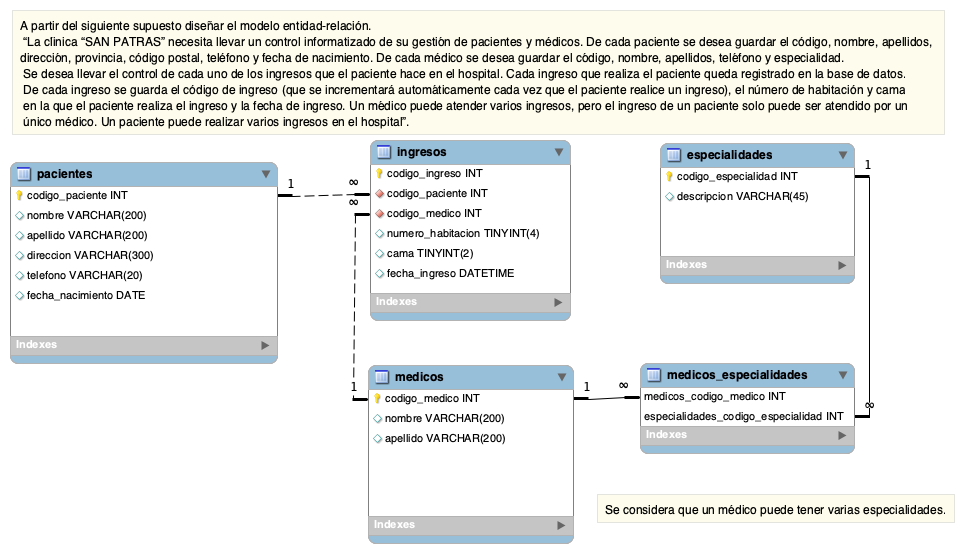 A partir del siguiente supuesto diseñar el modelo entidad-relación.
"La clínica "SAN PATRAS" necesita llevar un control informatizado de su gestión de pacientes y médicos. De cada paciente se desea guardar el código, nombre, apellidos,
dirección, provincia, código postal, teléfono y fecha de nacimiento. De cada médico se desea guardar el código, nombre, apellidos, teléfono y especialidad.
Se desea llevar el control de cada uno de los ingresos que el paciente hace en el hospital. Cada ingreso que realiza el paciente queda registrado en la base de datos.
De cada ingreso se guarda el código de ingreso (que se incrementará automáticamente cada vez que el paciente realice un ingreso), el número de habitación y cama
en la que el paciente realiza el ingreso y la fecha de ingreso. Un médico puede atender varios ingresos, pero el ingreso de un paciente solo puede ser atendido por un
único médico. Un paciente puede realizar varios ingresos en el hospital".
pacientes
codigo_paciente INT
nombre VARCHAR(200)
apellido VARCHAR(200)
direccion VARCHAR(300)
telefono VARCHAR(20)
fecha_nacimiento DATE
Indexes
1
∞
∞
ingresos
codigo_ingreso INT
codigo_paciente INT
codigo_medico INT
numero_habitacion TINYINT(4)
cama TINYINT(2)
fecha_ingreso DATETIME
Indexes
especialidades
codigo_especialidad INT
descripcion VARCHAR(45)
Indexes
1
1
medicos
codigo_medico INT
nombre VARCHAR(200)
apellido VARCHAR(200)
Indexes
1
∞
medicos_especialidades
medicos_codigo_medico INT
especialidades_codigo_especialidad INT
Indexes
∞
Se considera que un médico puede tener varias especialidades.